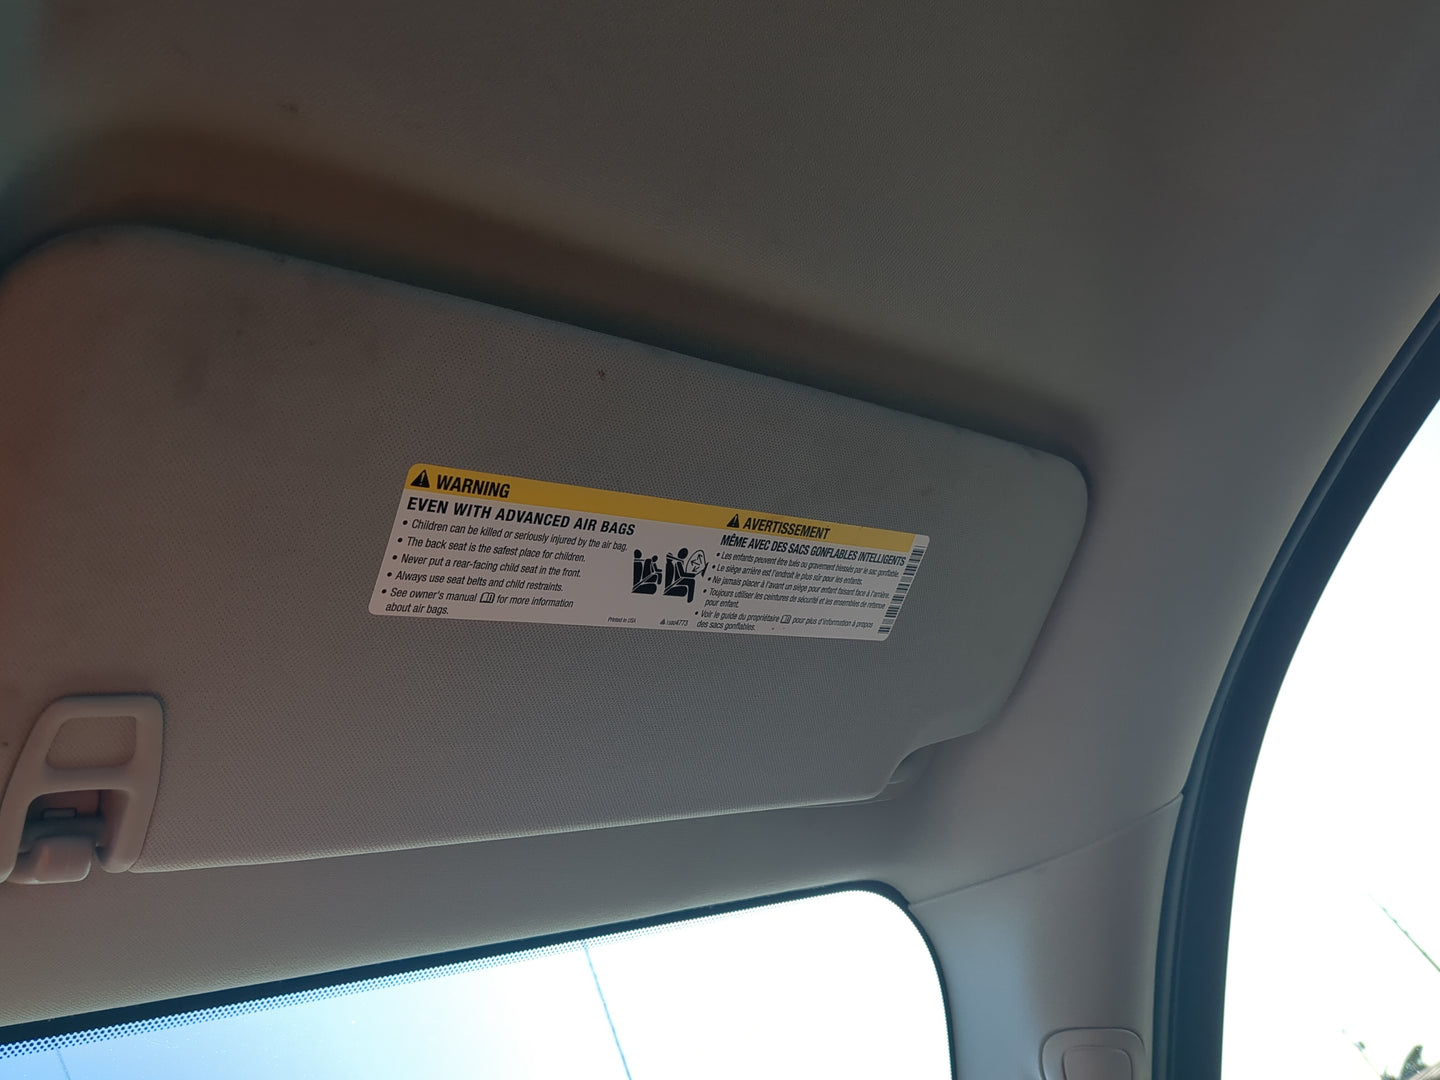 WARNING
EVEN WITH ADVANCED AIR BAGS
• Children can be killed or seriously injured by the air bag.
• The back seat is the safest place for children.
• Never put a rear-facing child seat in the front.
• Always use seat belts and child restraints.
• See owner's manual for more information
about air bags.
Printed in USA
AVERTISSEMENT
MÊME AVEC DES SACS GONFLABLES INTELLIGENTS
• Les enfants peuvent être tués ou gravement blessés par le sac gonflable.
• Le siège arrière est l'endroit le plus sûr pour les enfants.
• Ne jamais placer à l'avant un siège pour enfant faisant face à l'arrière.
• Toujours utiliser les ceintures de sécurité et les ensembles de retenue
pour enfant.
• Voir le guide du propriétaire pour plus d'information à propos
des sacs gonflables.